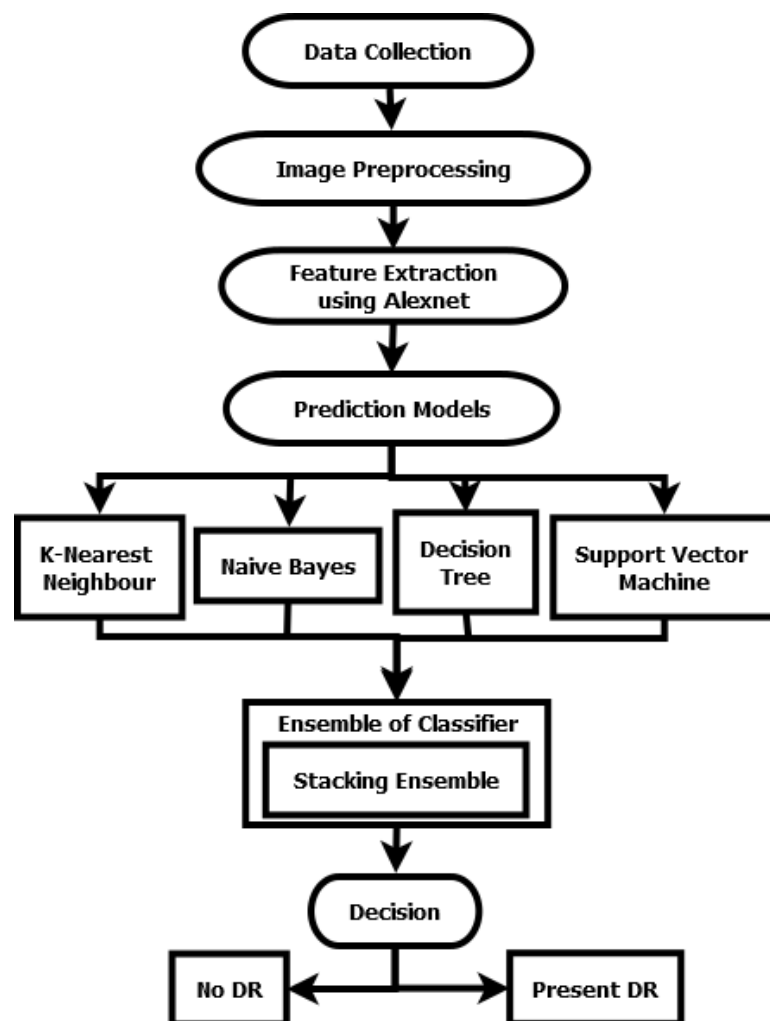 Data Collection
Image Preprocessing
Feature Extraction
using Alexnet
Prediction Models
K-Nearest
Neighbour
Naive Bayes
Decision
Tree
Support Vector
Machine
Ensemble of Classifier
Stacking Ensemble
Decision
No DR
Present DR